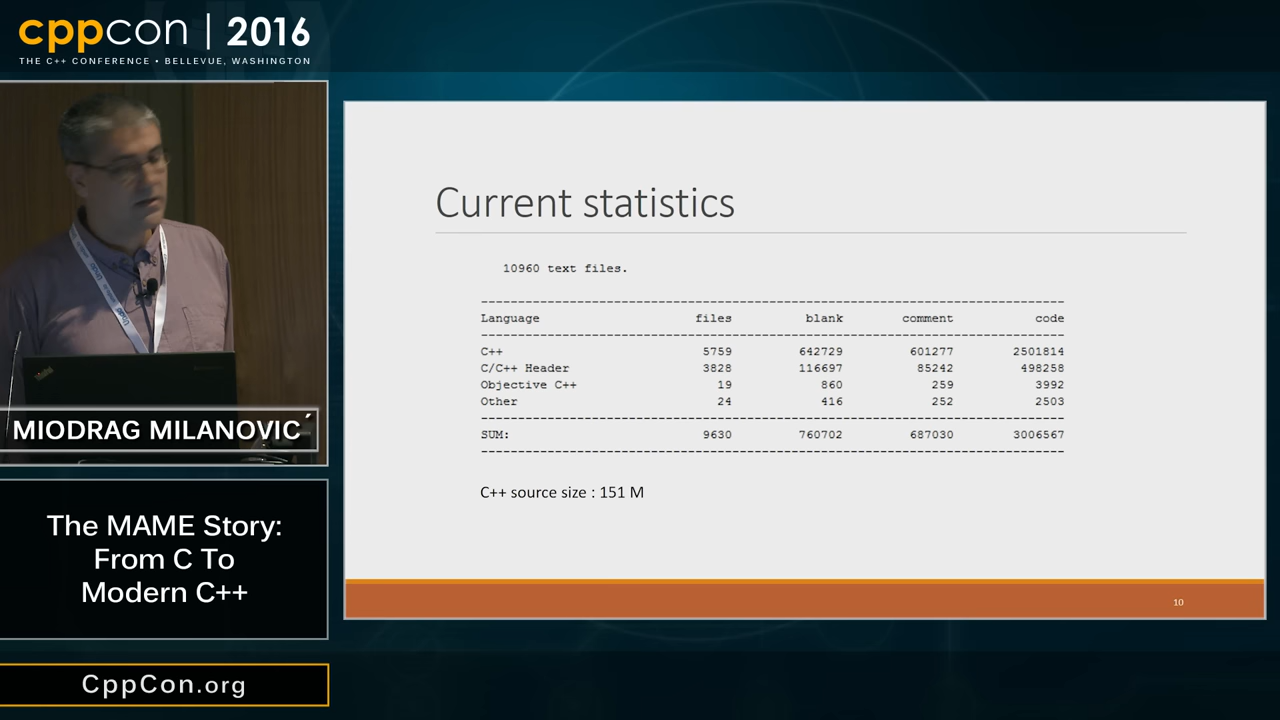 cppcon | 2016
THE C++ CONFERENCE • BELLEVUE, WASHINGTON
MIODRAG MILANOVIC´
The MAME Story:
From C To
Modern C++
CppCon.org
Current statistics
10960 text files.
Language files blank comment code
C++ 5759 642729 601277 2501814
C/C++ Header 3828 116697 85242 498258
Objective C++ 19 860 259 3992
Other 24 416 252 2503
SUM: 9630 760702 687030 3006567
C++ source size : 151 M
10